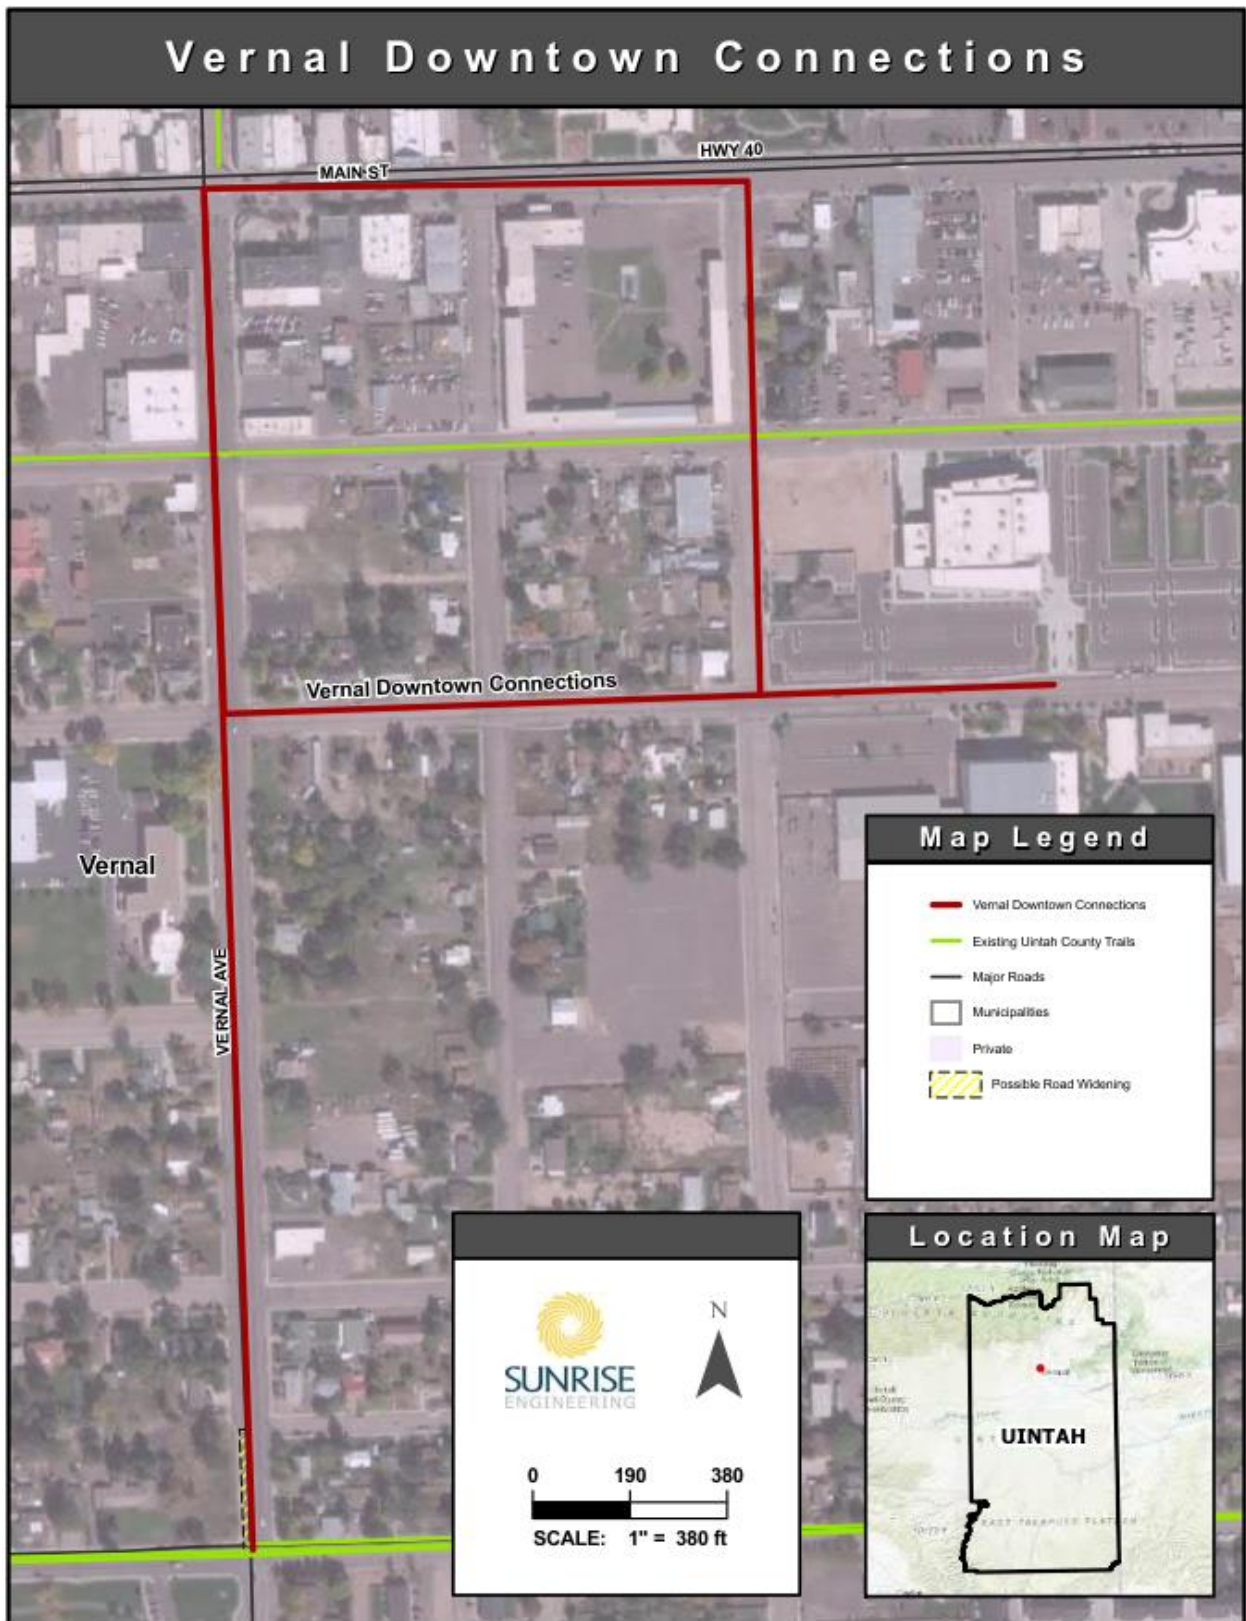 Vernal Downtown Connections
HWY 40
MAIN ST
Vernal Downtown Connections
Vernal
VERNAL AVE
Map Legend
Vernal Downtown Connections
Existing Uintah County Trails
Major Roads
Municipalities
Private
Possible Road Widening
Location Map
UINTAH
N
SUNRISE
ENGINEERING
0 190 380
SCALE: 1" = 380 ft